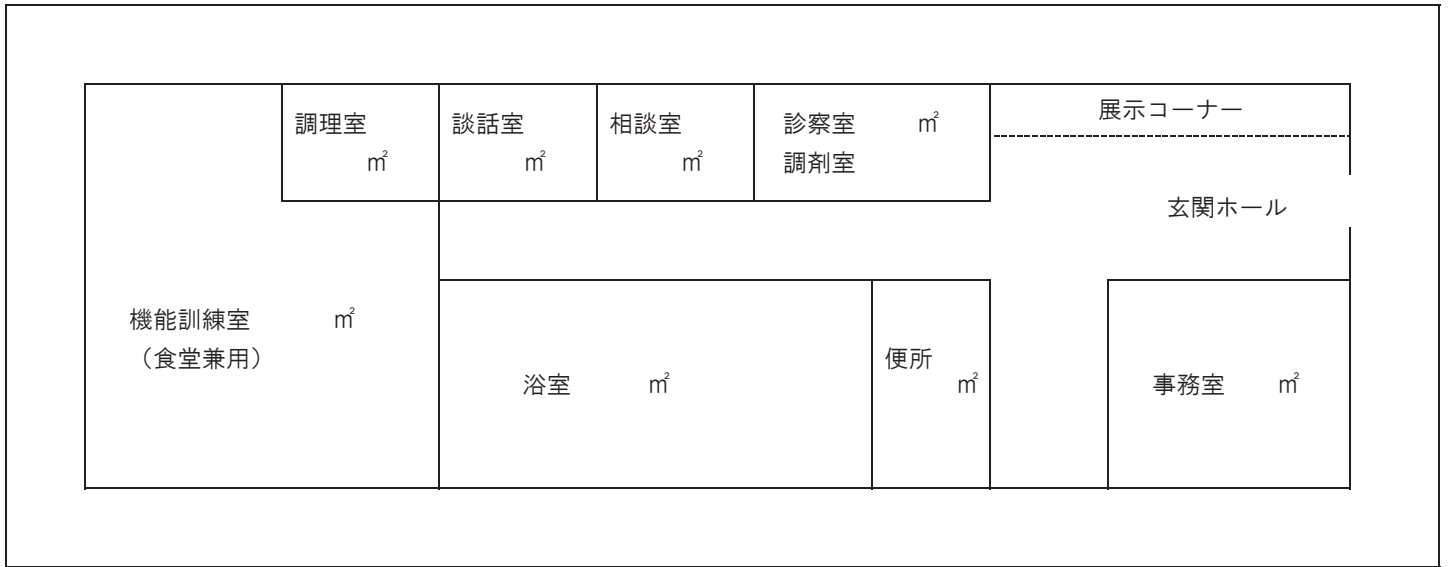 調理室
㎡
談話室
㎡
相談室
㎡
診察室 ㎡
調剤室
展示コーナー
玄関ホール
機能訓練室 ㎡
（食堂兼用）
浴室 ㎡
便所
㎡
事務室 ㎡